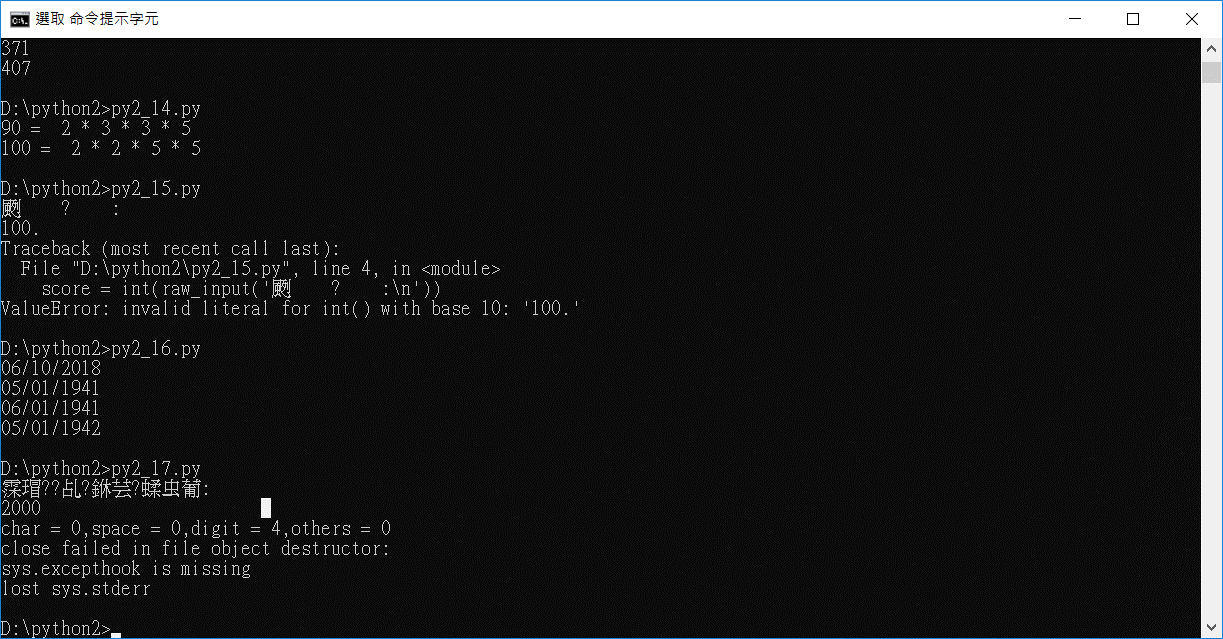 選取 命令提示字元
371
407
D:\python2>py2_14.py
90 =  2 * 3 * 3 * 5
100 =  2 * 2 * 5 * 5
D:\python2>py2_15.py
?    :
100.
Traceback (most recent call last):
  File "D:\python2\py2_15.py", line 4, in <module>
    score = int(raw_input('    ?    :\n'))
ValueError: invalid literal for int() with base 10: '100.'
D:\python2>py2_16.py
06/10/2018
05/01/1941
06/01/1941
05/01/1942
D:\python2>py2_17.py
霂瑁??乩?銝芸?蝚虫葡:
2000
char = 0,space = 0,digit = 4,others = 0
close failed in file object destructor:
sys.excepthook is missing
lost sys.stderr
D:\python2>